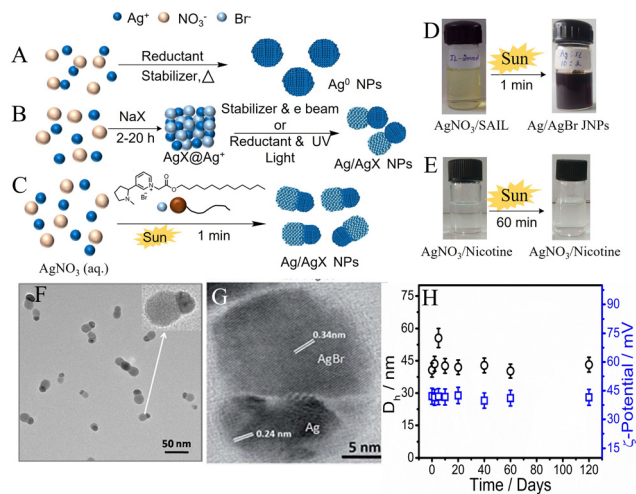 Ag⁺ NO₃⁻ Br⁻
A
Reductant
Stabilizer,△
Ag⁰ NPs
B
NaX
2-20 h
AgX@Ag⁺
Stabilizer & e beam
or
Reductant & UV
Light
Ag/AgX NPs
C
N
N
Br
O
O
Sun
1 min
AgNO₃ (aq.)
Ag/AgX NPs
D
Sun
1 min
AgNO₃/SAIL
Ag/AgBr JNPs
E
Sun
60 min
AgNO₃/Nicotine
AgNO₃/Nicotine
F
50 nm
G
0.34nm
AgBr
Ag
0.24 nm
5 nm
H
75
60
45
30
15
0
Dₕ / nm
90
75
60
45
30
15
ζ-Potential / mV
0 20 40 60 80 100 120
Time / Days